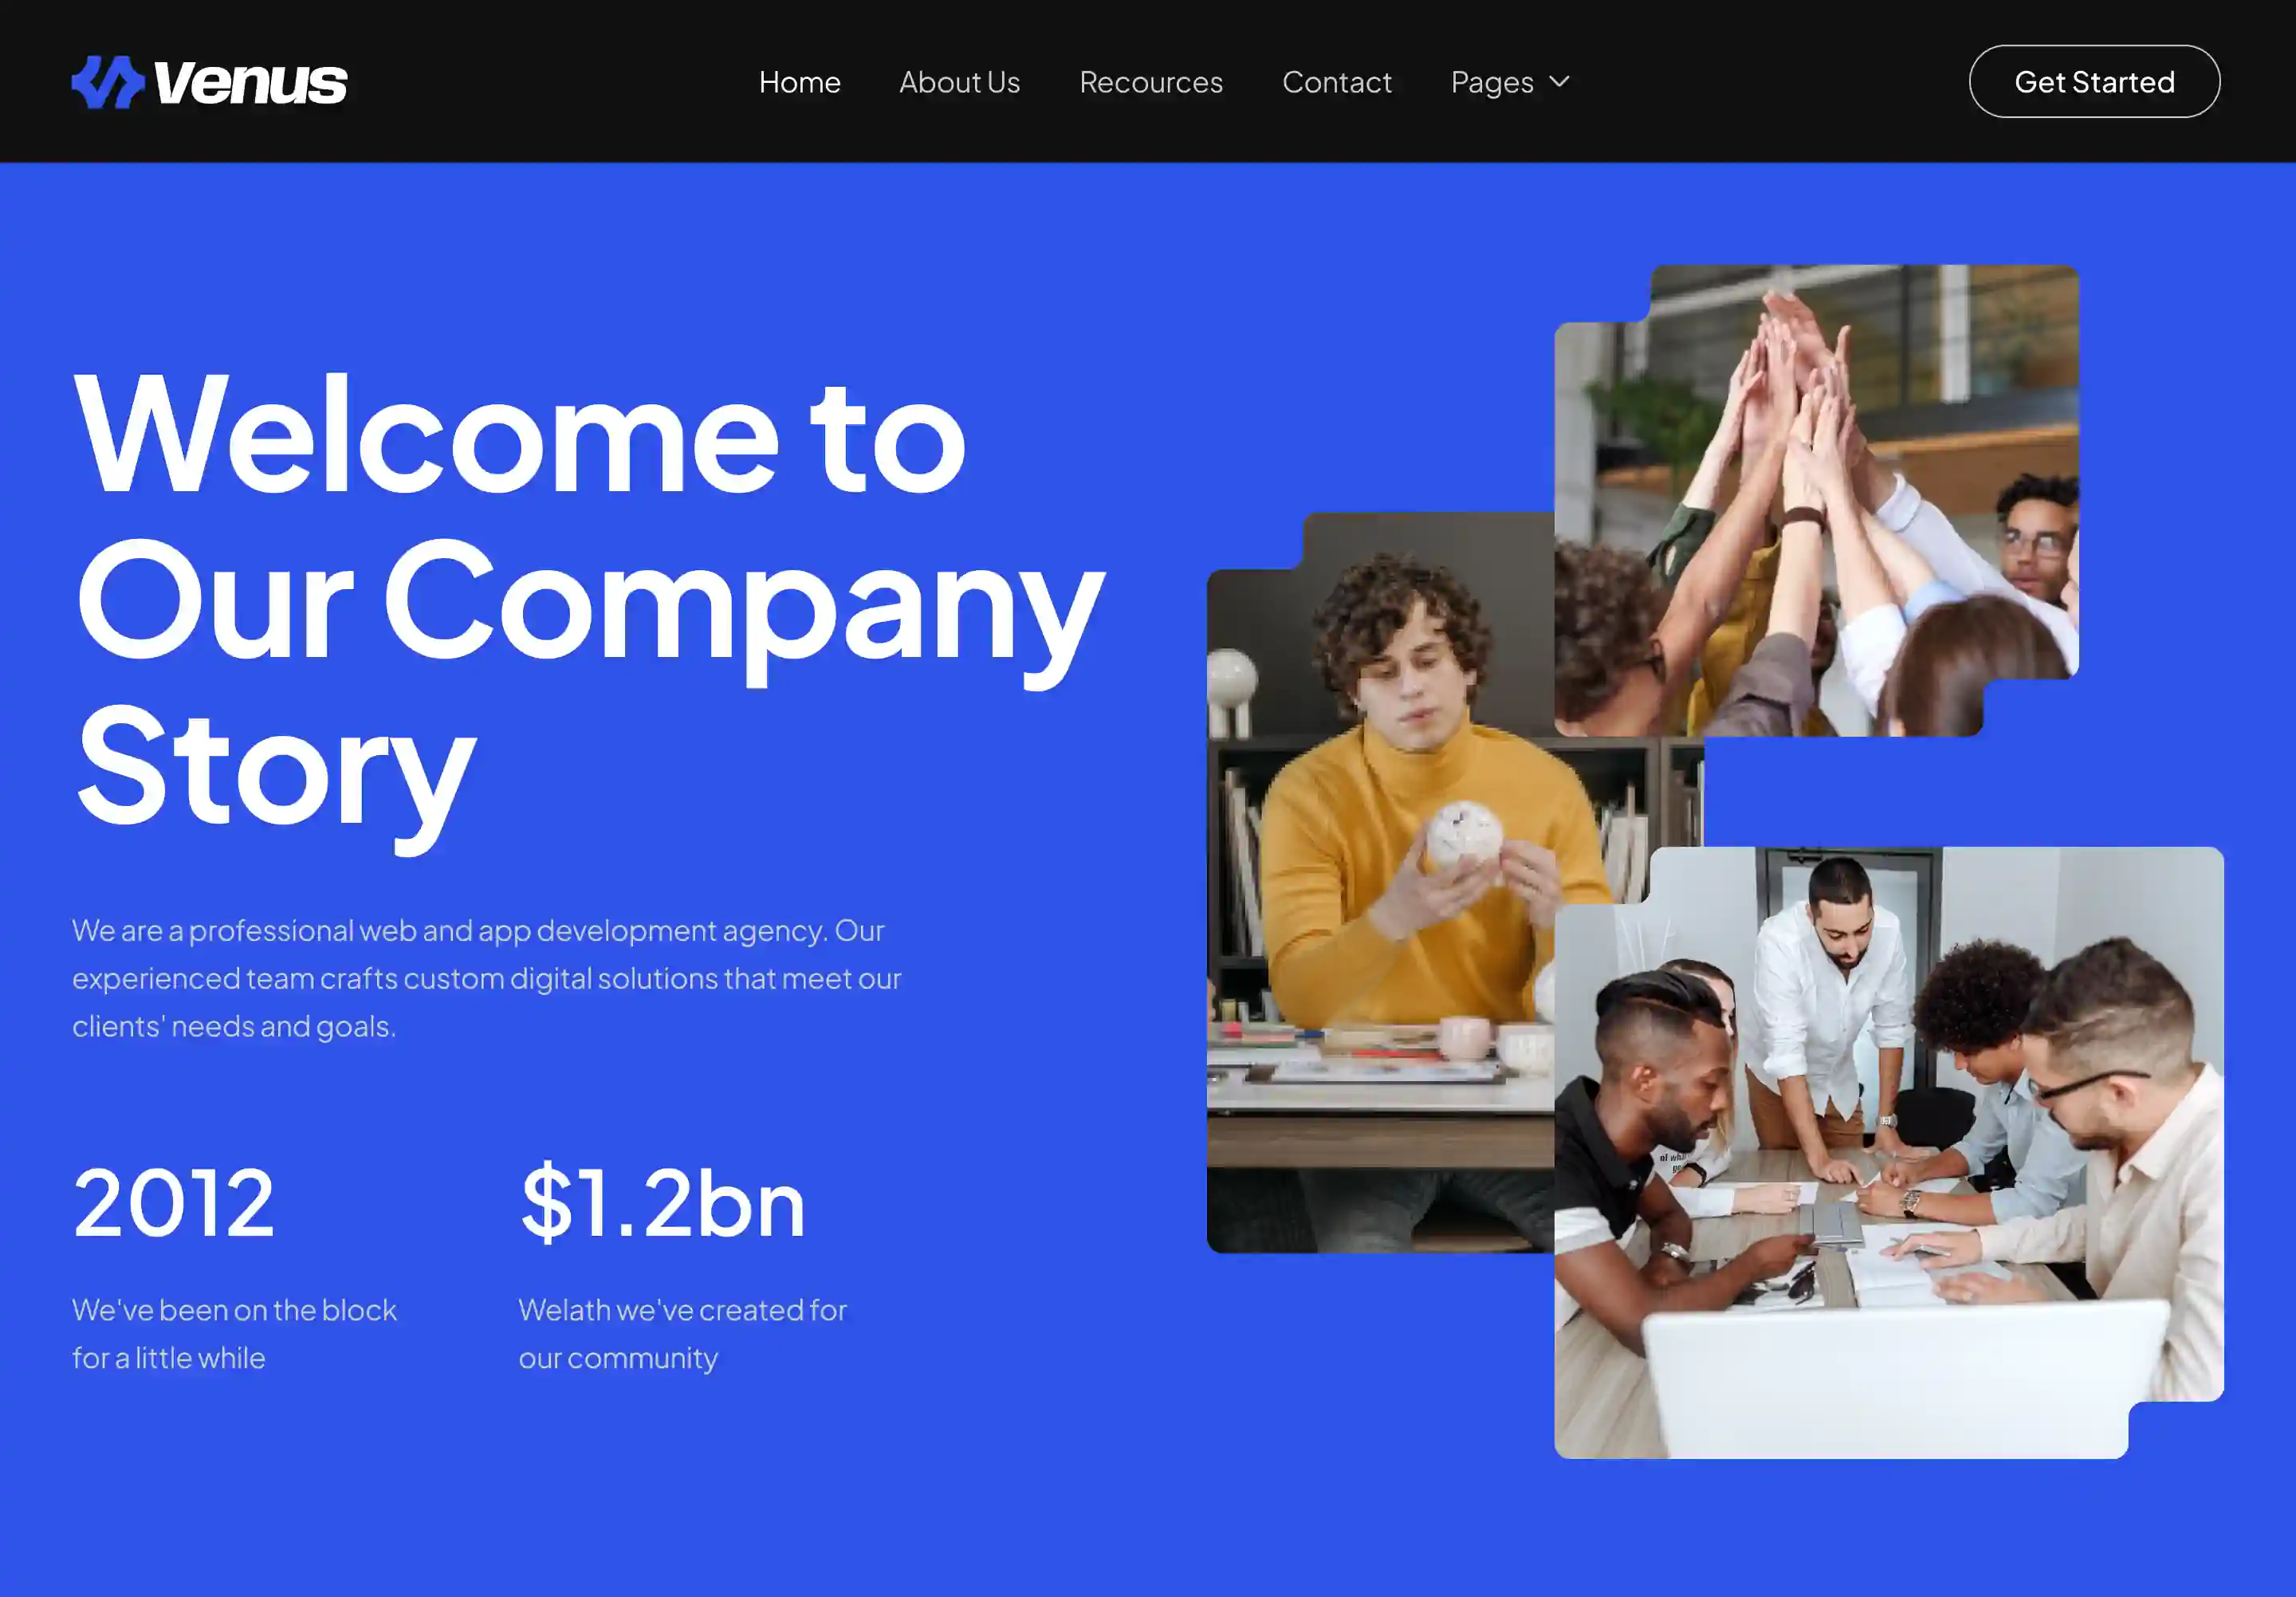 Venus
Home About Us Recources Contact Pages
Get Started
Welcome to
Our Company
Story
We are a professional web and app development agency. Our
experienced team crafts custom digital solutions that meet our
clients' needs and goals.
2012
We've been on the block
for a little while
$1.2bn
Welath we've created for
our community